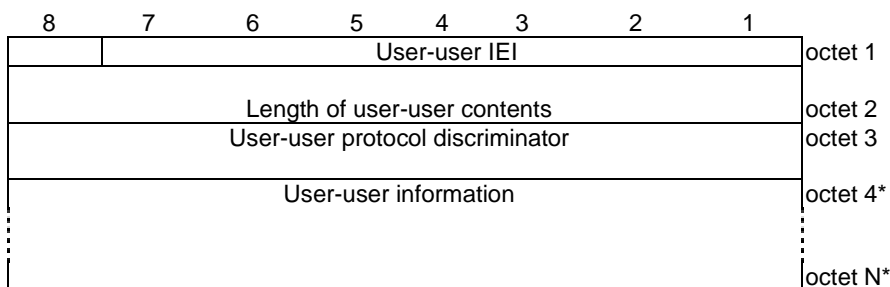 8 7 6 5 4 3 2 1
User-user IEI octet 1
Length of user-user contents octet 2
User-user protocol discriminator octet 3
User-user information octet 4*
octet N*